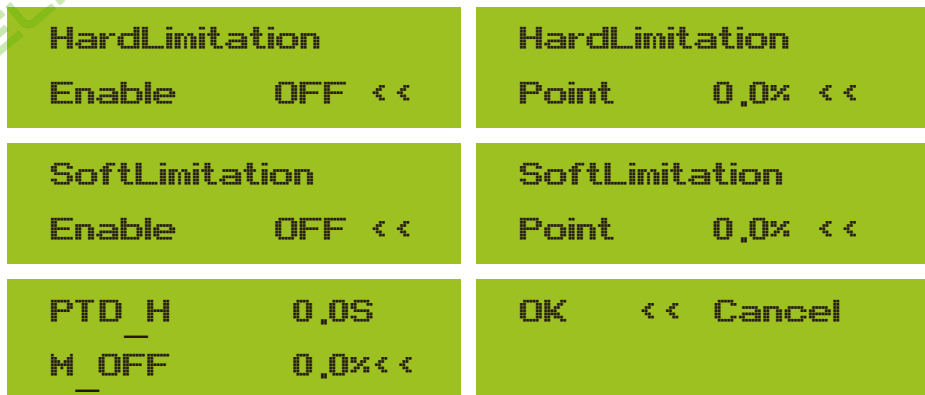 HardLimitation
Enable OFF <<
HardLimitation
Point 0.0% <<
SoftLimitation
Enable OFF <<
SoftLimitation
Point 0.0% <<
PTD_H 0.0S
M_OFF 0.0%<<
OK << Cancel